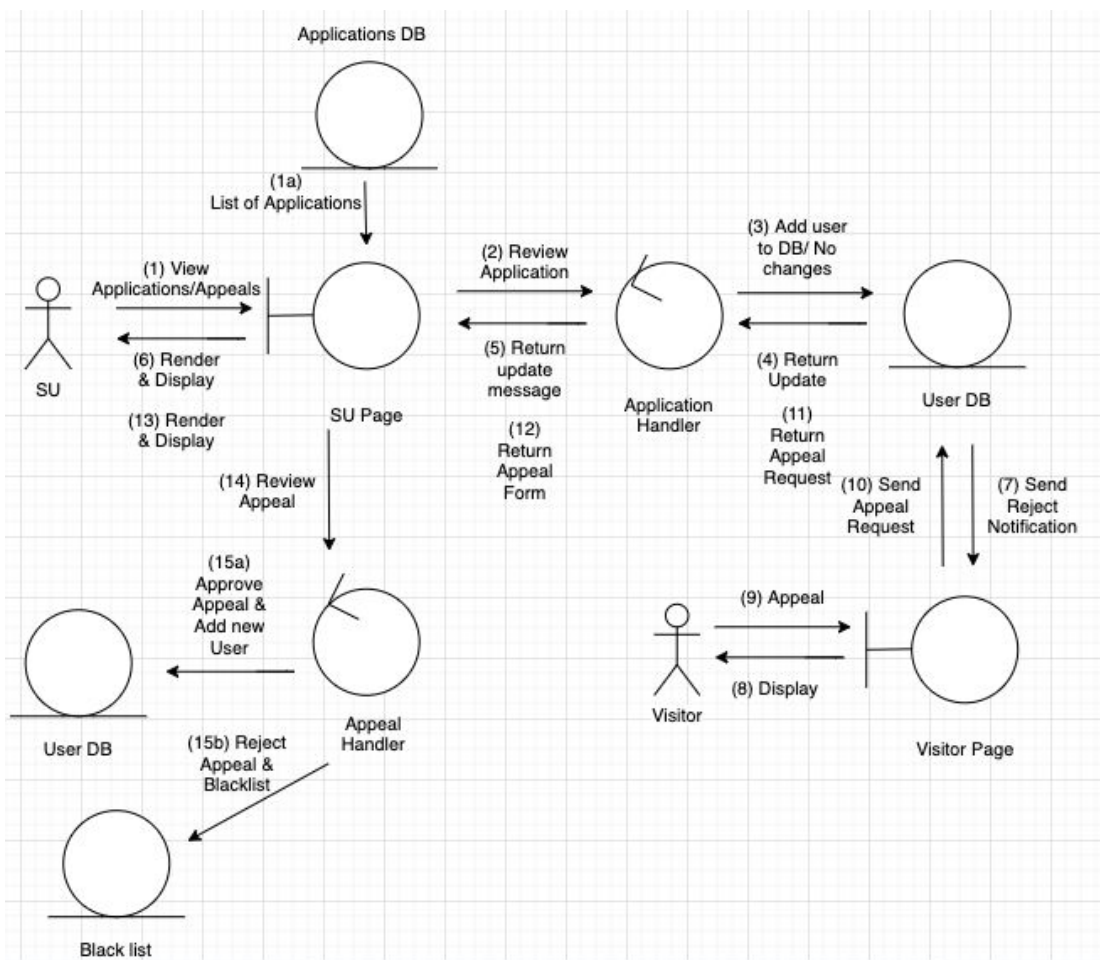 Applications DB
(1a)
List of Applications
(1) View
Applications/Appeals
(6) Render
& Display
(13) Render
& Display
SU
SU Page
(2) Review
Application
(5) Return
update
message
(12)
Return
Appeal
Form
Application
Handler
(3) Add user
to DB/ No
changes
(4) Return
Update
(11)
Return
Appeal
Request
User DB
(10) Send
Appeal
Request
(7) Send
Reject
Notification
(14) Review
Appeal
(15a)
Approve
Appeal &
Add new
User
User DB
Appeal
Handler
(15b) Reject
Appeal &
Blacklist
Black list
(9) Appeal
(8) Display
Visitor
Visitor Page